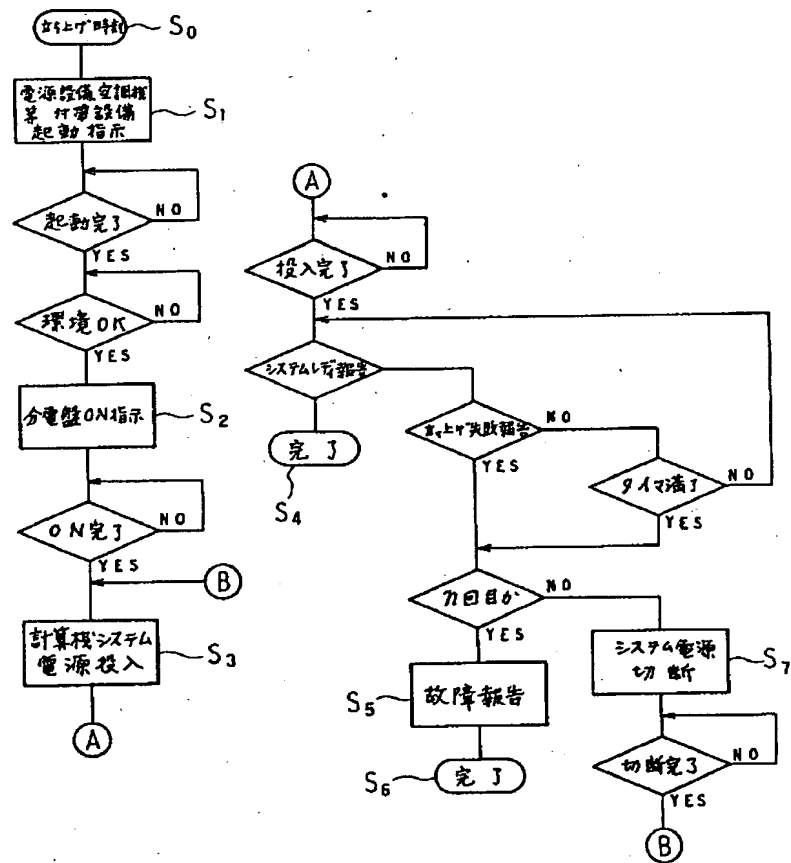 立ち上げ時刻
S0
電源設備空調機
等 付帯設備
起動指示
S1
起動完了
NO
YES
環境OK
NO
YES
分電盤ON指示
S2
ON完了
NO
YES
B
計算機システム
電源投入
S3
A
A
投入完了
NO
YES
システムレディ報告
完了
S4
立上げ失敗報告
NO
YES
タイマ満了
NO
YES
n回目か
NO
YES
故障報告
S5
完了
S6
システム電源
切断
S7
切断完了
NO
YES
B